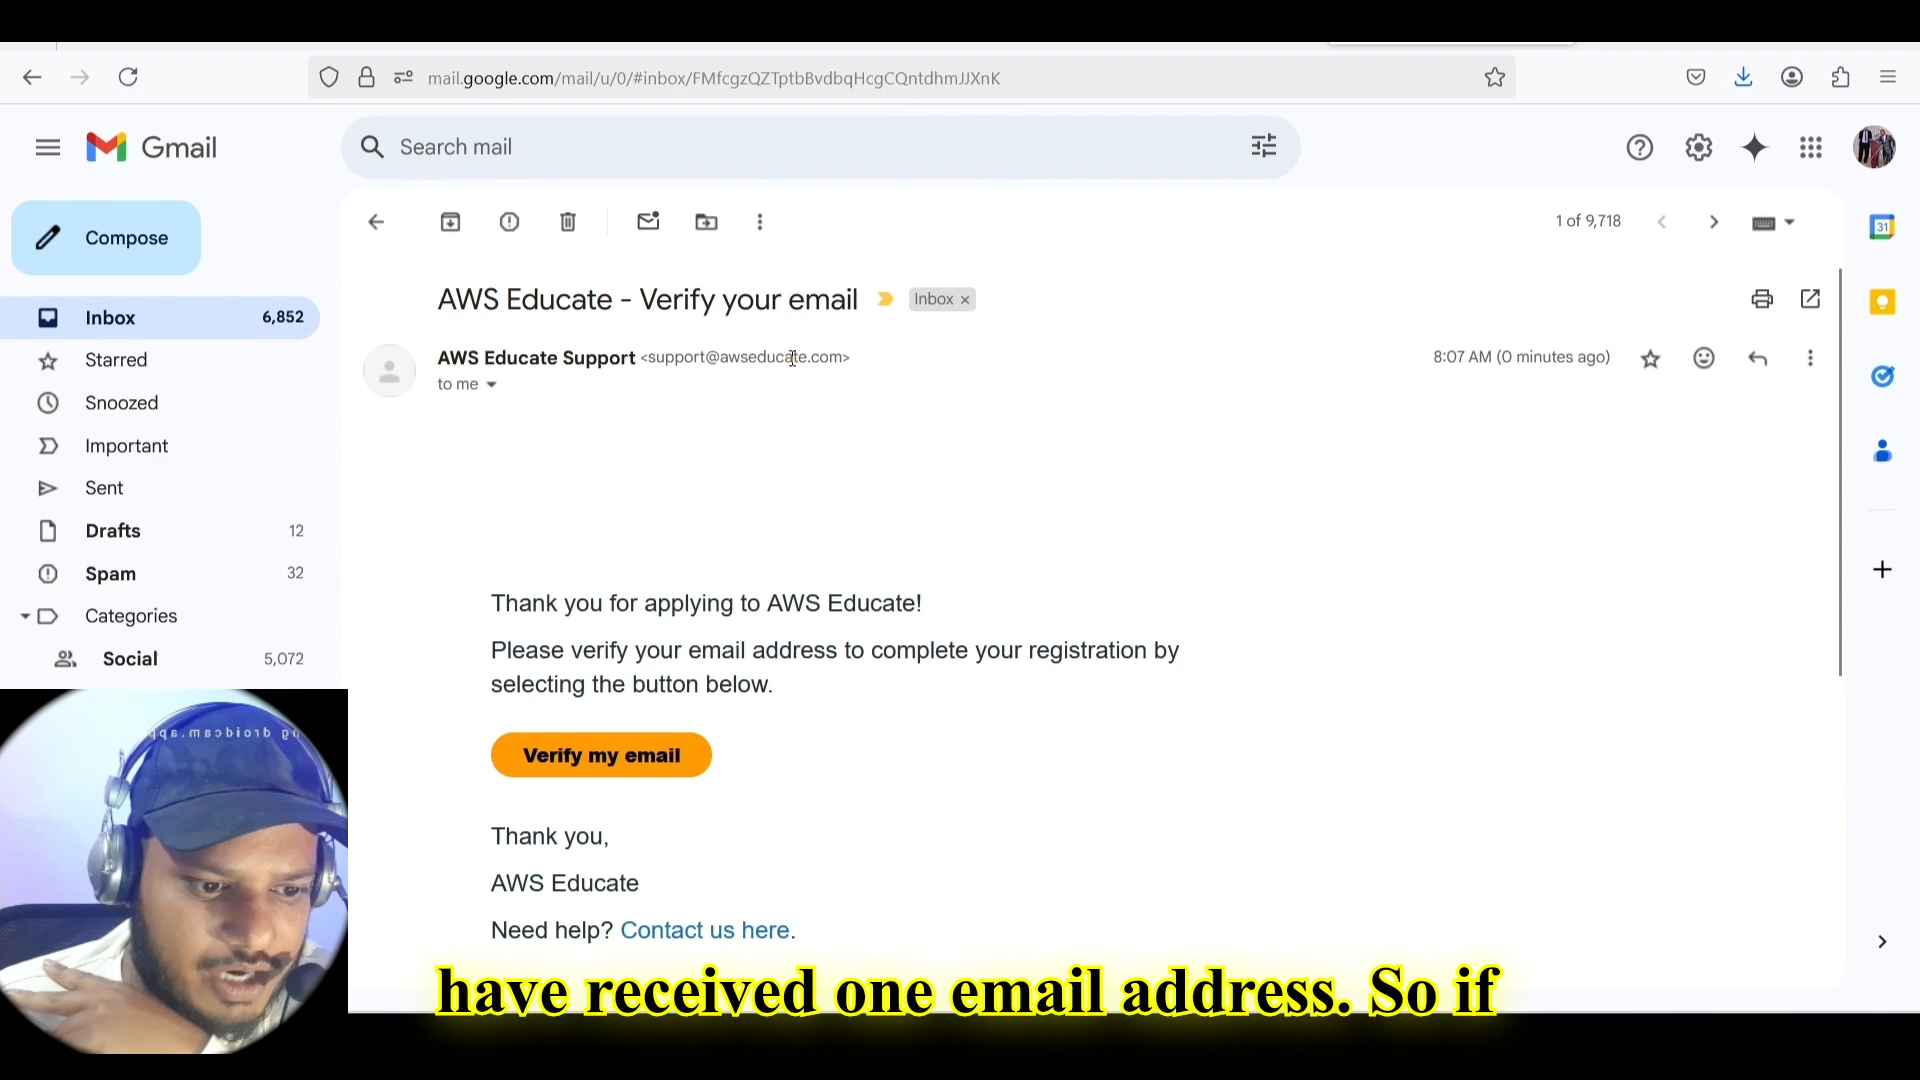 mail.google.com/mail/u/0/#inbox/FMfcgzQZTptbBvdbqHcgCQntdhmJJXnK
Gmail
Search mail
Compose
1 of 9,718
31
AWS Educate - Verify your email
Inbox ×
Inbox 6,852
AWS Educate Support <support@awseducate.com>
8:07 AM (0 minutes ago)
to me
Starred
Snoozed
Important
Sent
Drafts 12
Spam 32
Categories
Social 5,072
Thank you for applying to AWS Educate!
Please verify your email address to complete your registration by
selecting the button below.
Verify my email
Thank you,
AWS Educate
Need help? Contact us here.
have received one email address. So if